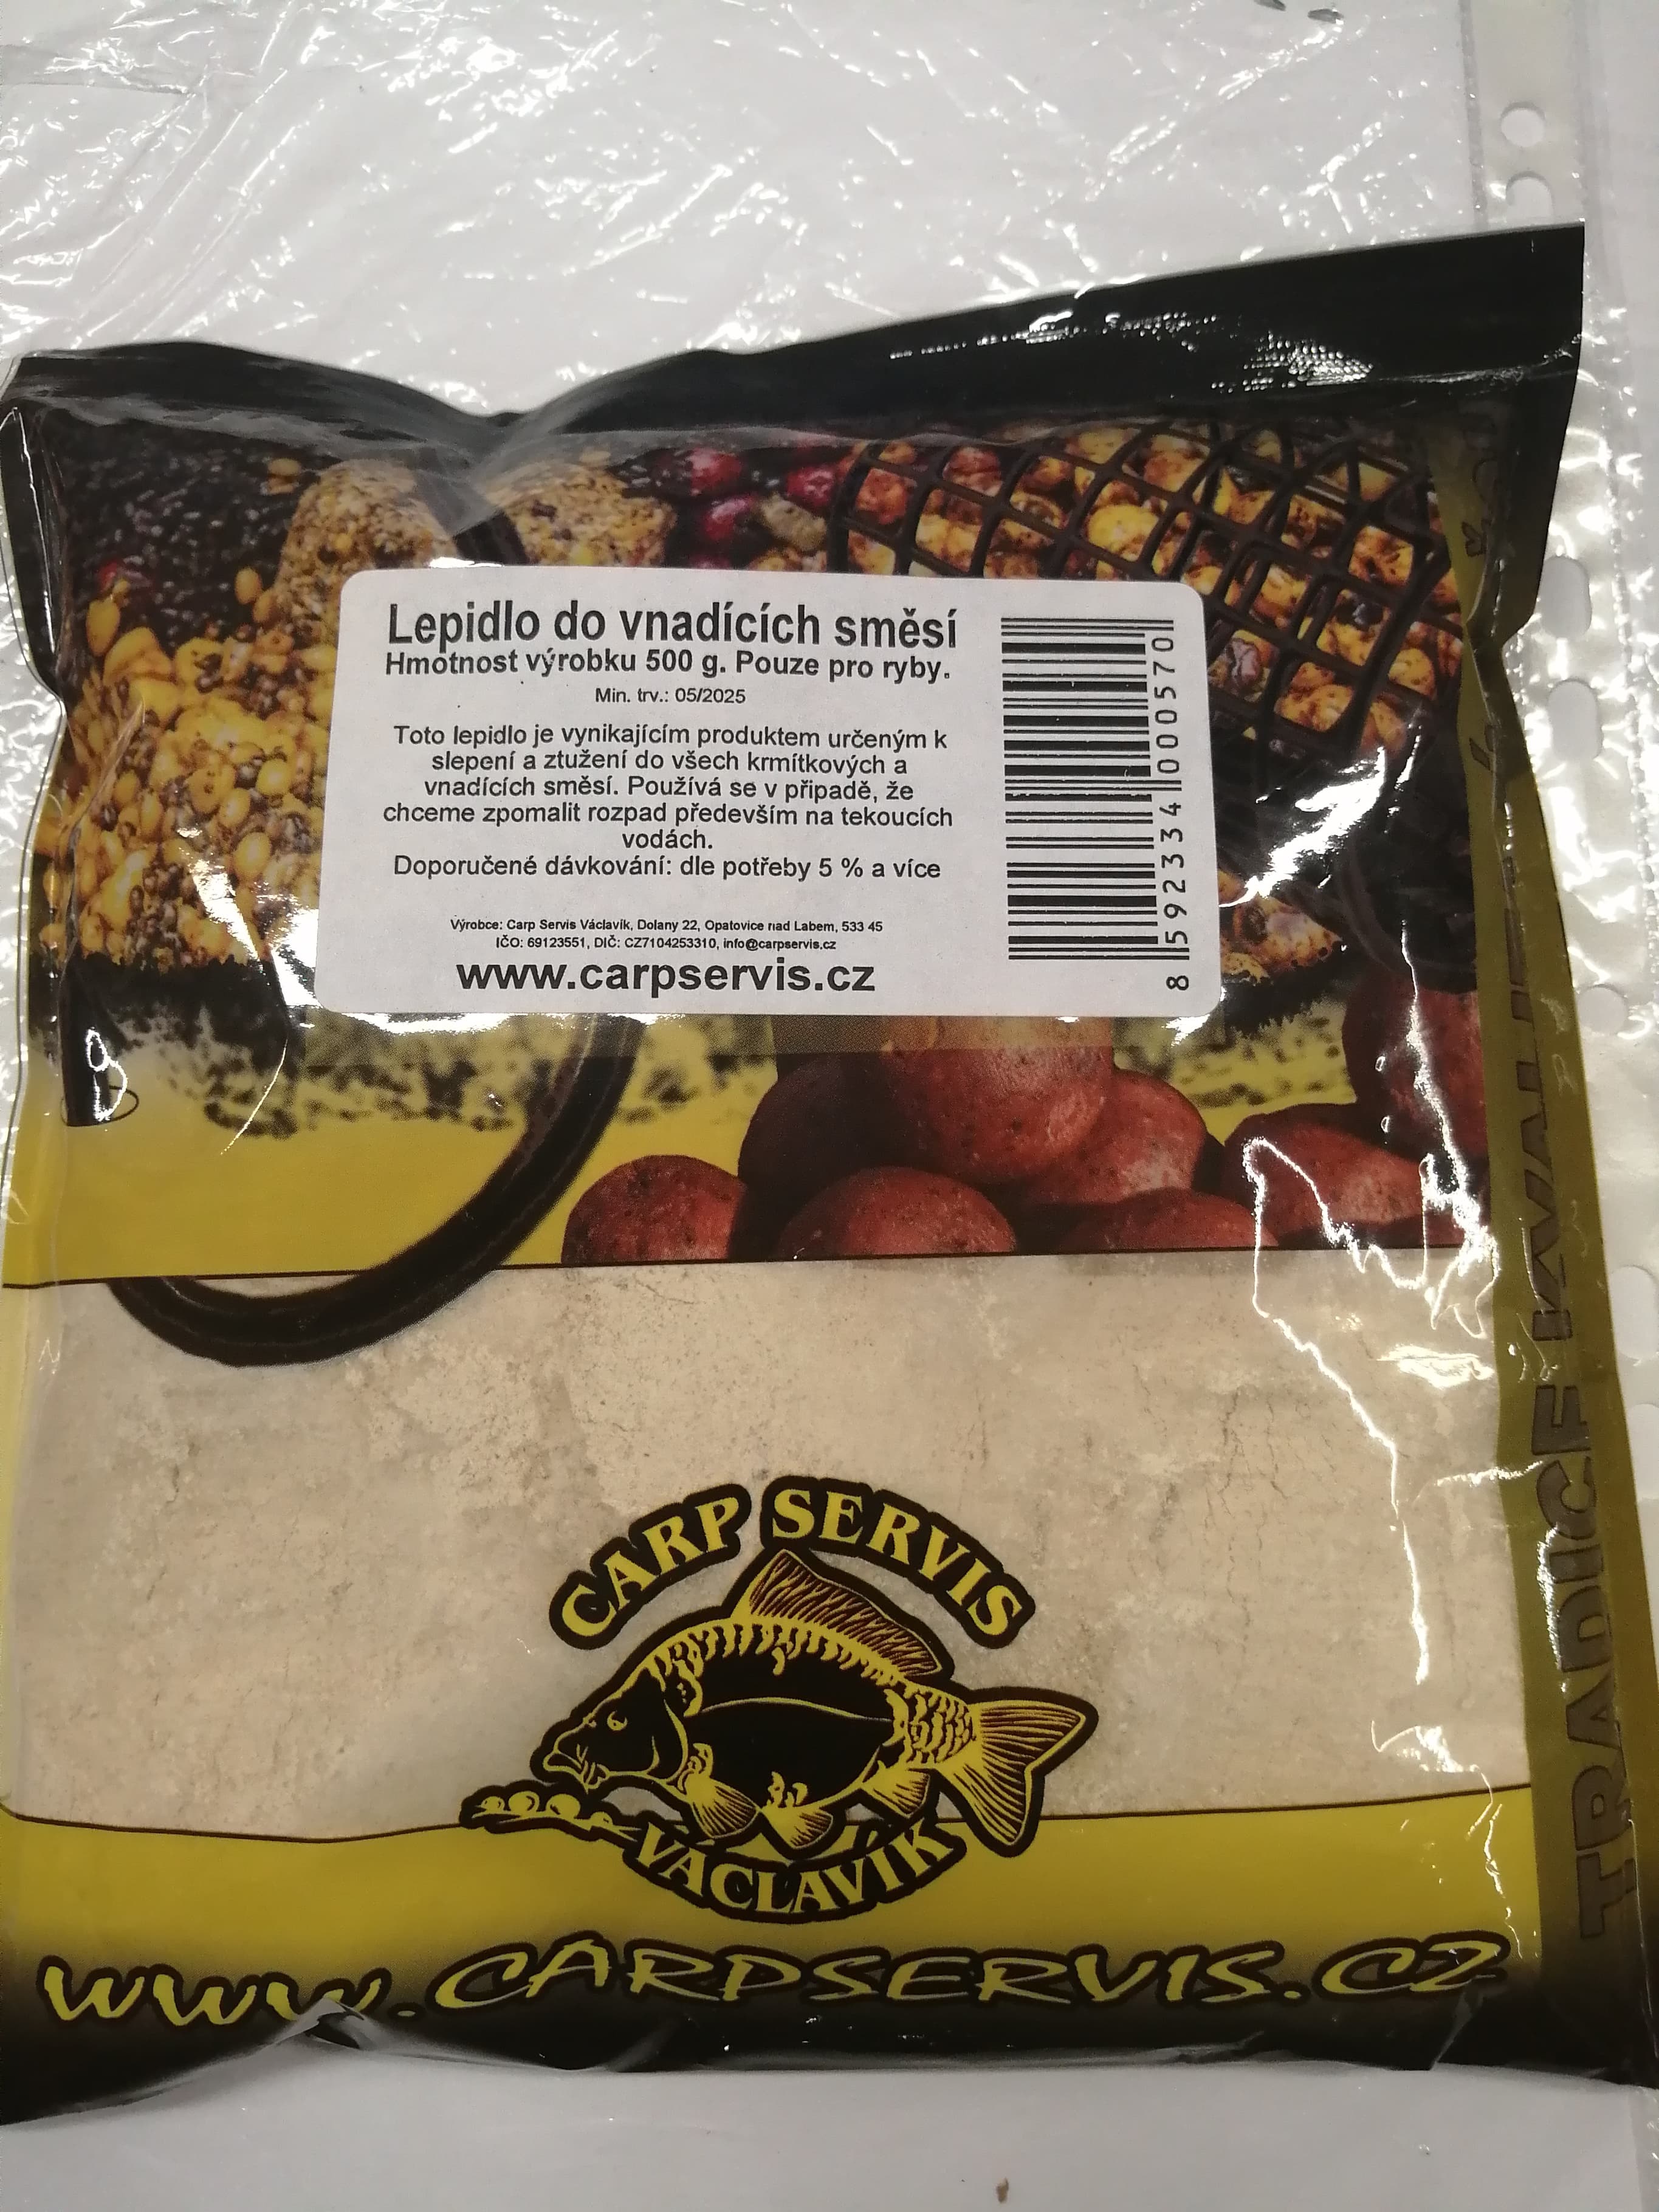 Lepidlo do vnadících směsí
Hmotnost výrobku 500 g. Pouze pro ryby.
Min. trv.: 05/2025
Toto lepidlo je vynikajícím produktem určeným k
slepení a ztužení do všech krmítkových a
vnadících směsí. Používá se v připadě, že
chceme zpomalit rozpad především na tekoucích
vodách.
Doporučené dávkování: dle potřeby 5 % a více
Výrobce: Carp Servis Václavík, Dolany 22, Opatovice nad Labem, 533 45
IČO: 69123551, DIČ: CZ7104253310, info@carpservis.cz
www.carpservis.cz
8 592334 000570
CARP SERVIS
VÁCLAVÍK
WWW.CARPSERVIS.CZ
TRADICE